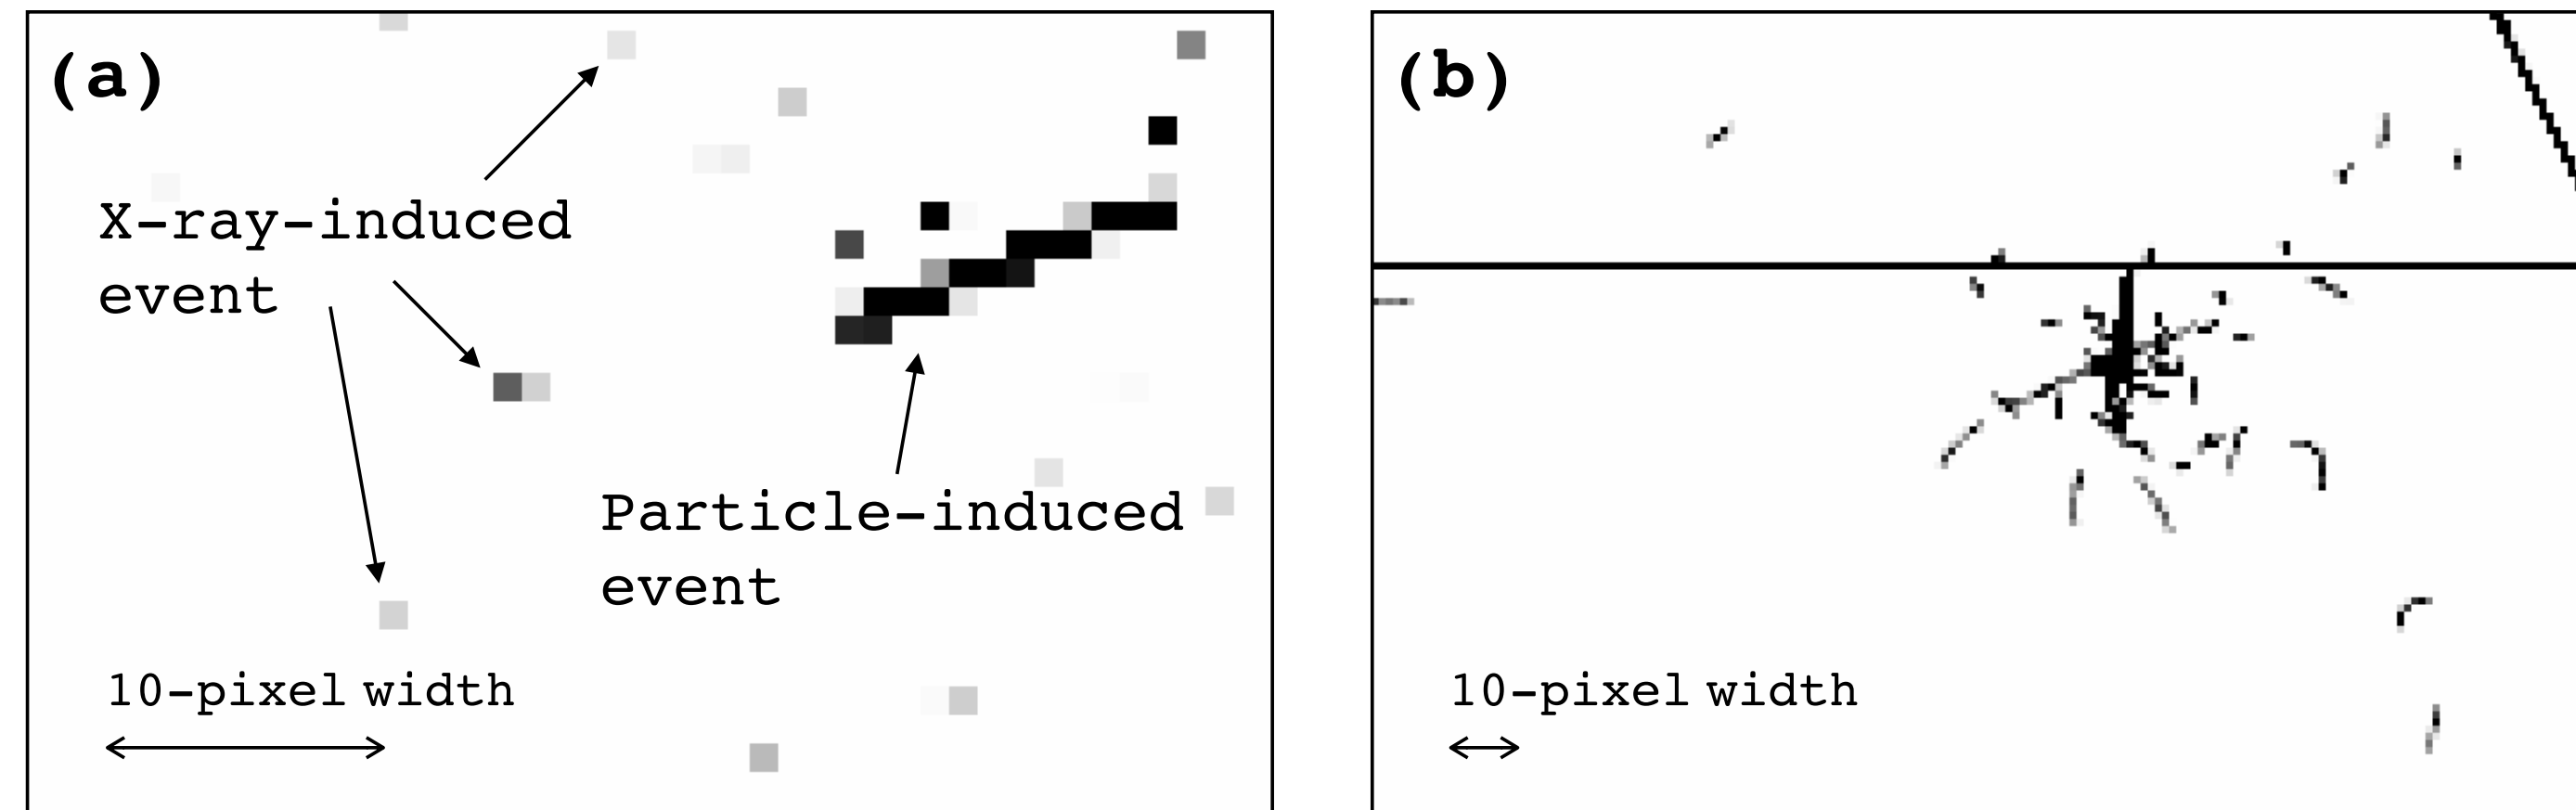 (a)
X-ray-induced
event
Particle-induced
event
10-pixel width
(b)
10-pixel width